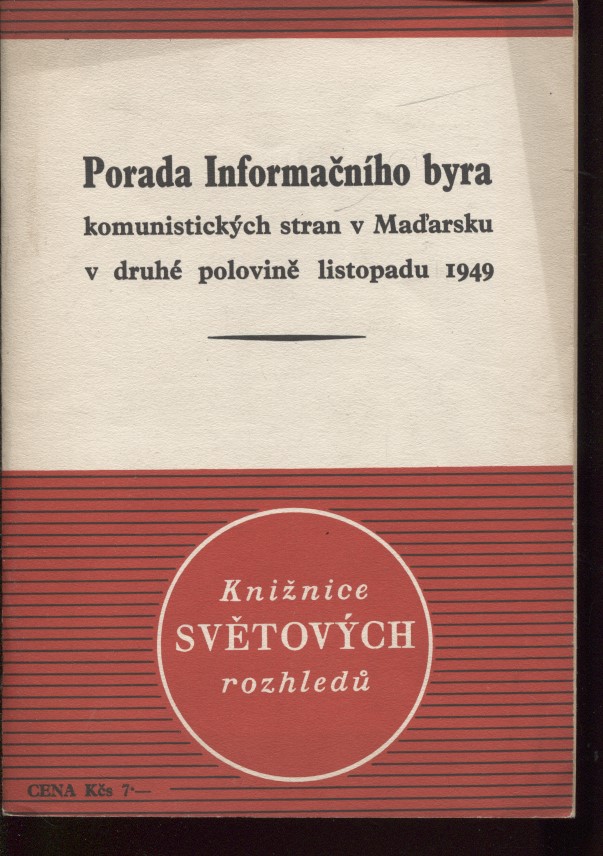 Porada Informačního byra
komunistických stran v Maďarsku
v druhé polovině listopadu 1949
Knižnice
SVĚTOVÝCH
rozhledů
CENA Kčs 7·—